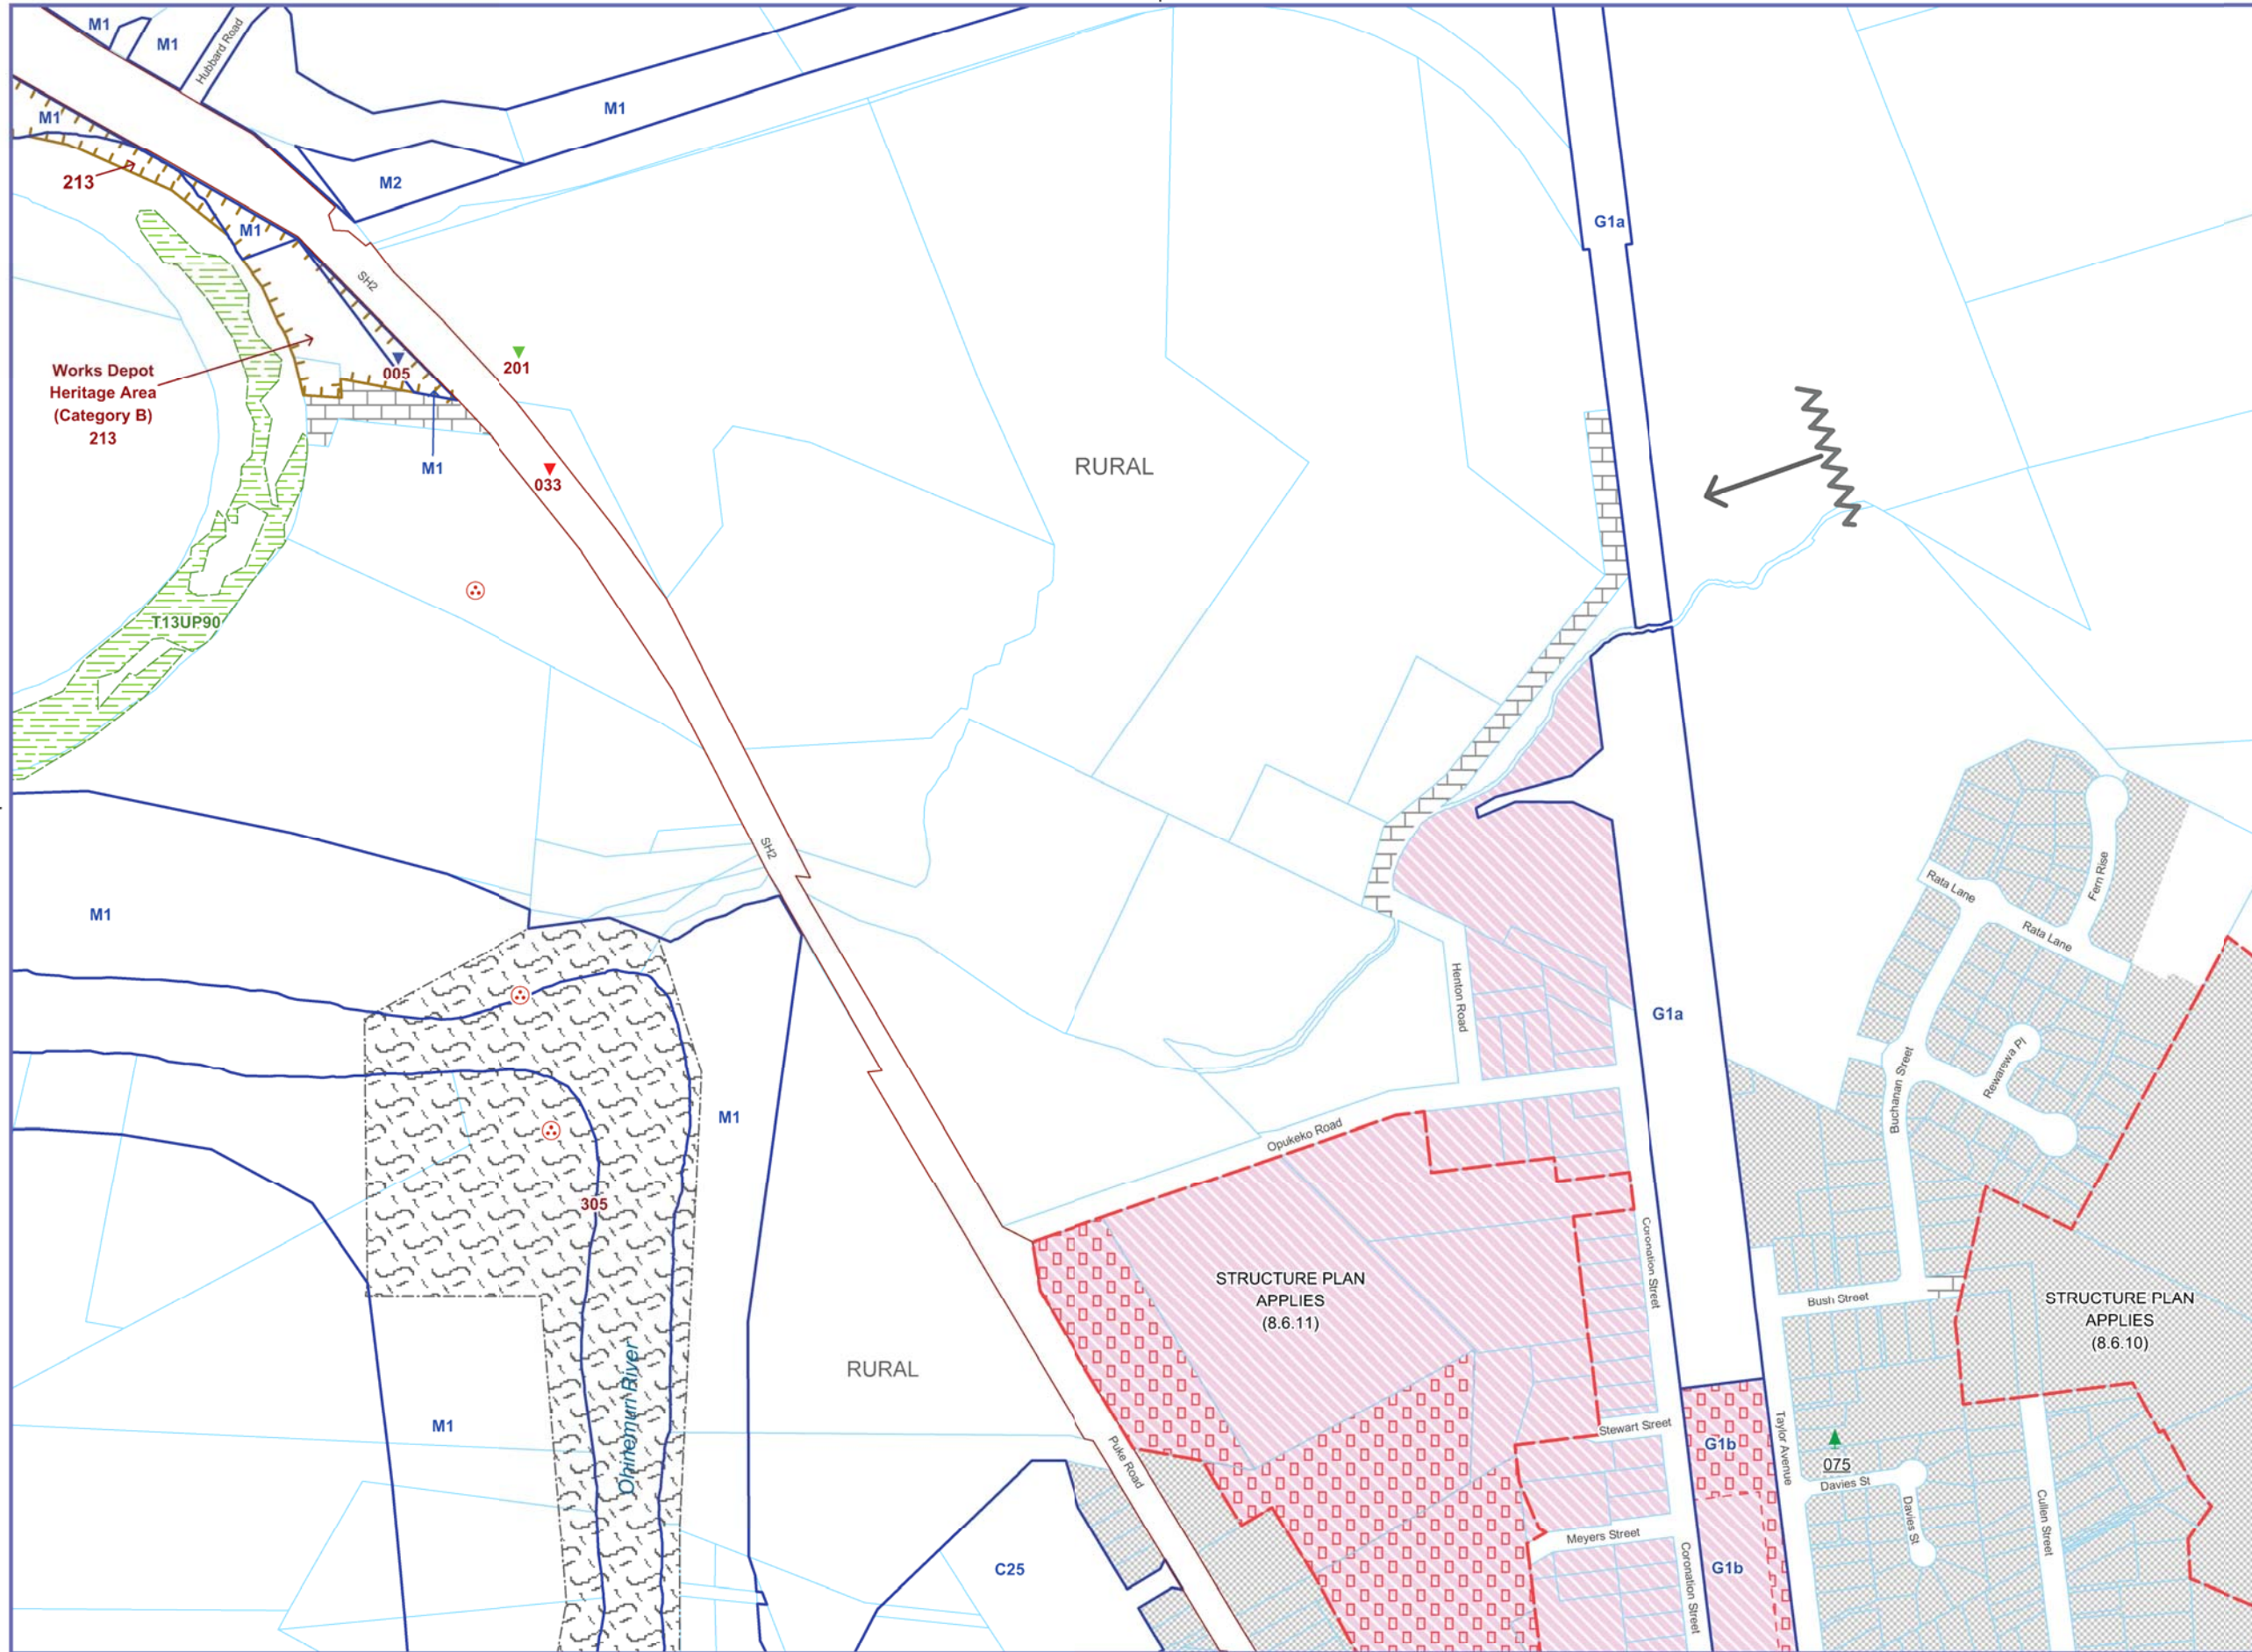 M1
M1
Hubbard Road
M1
M1
213
M2
M1
G1a
SH2
Works Depot
Heritage Area
(Category B)
213
005
201
M1
033
RURAL
T13UP90
SH2
M1
Fern Rise
Rata Lane
Rata Lane
Henton Road
G1a
Rewarewa Pl
Buchanan Street
M1
Opukeko Road
305
Coronation Street
STRUCTURE PLAN
APPLIES
(8.6.11)
Bush Street
STRUCTURE PLAN
APPLIES
(8.6.10)
RURAL
Ohinemuri River
M1
Stewart Street
G1b
Taylor Avenue
075
Puke Road
Davies St
Davies St
Cullen Street
Meyers Street
C25
G1b
Coronation Street